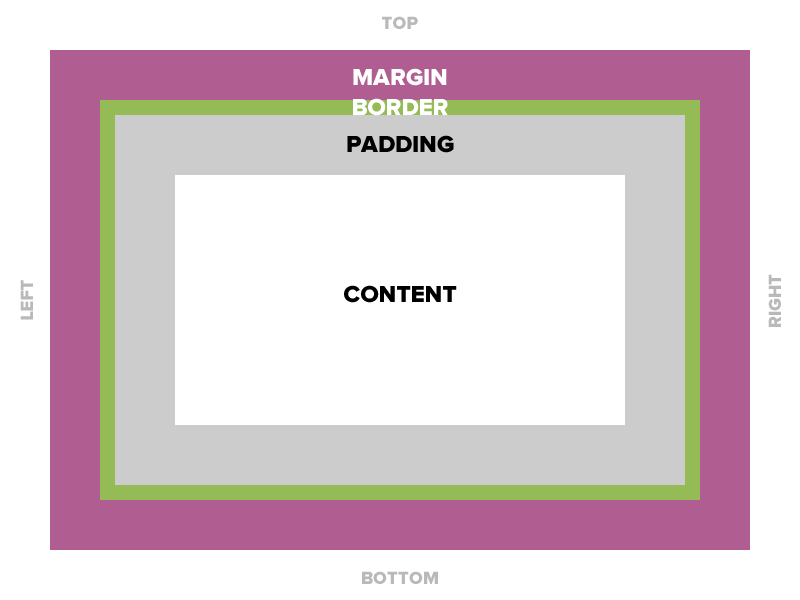 TOP
MARGIN
BORDER
PADDING
LEFT
CONTENT
RIGHT
BOTTOM